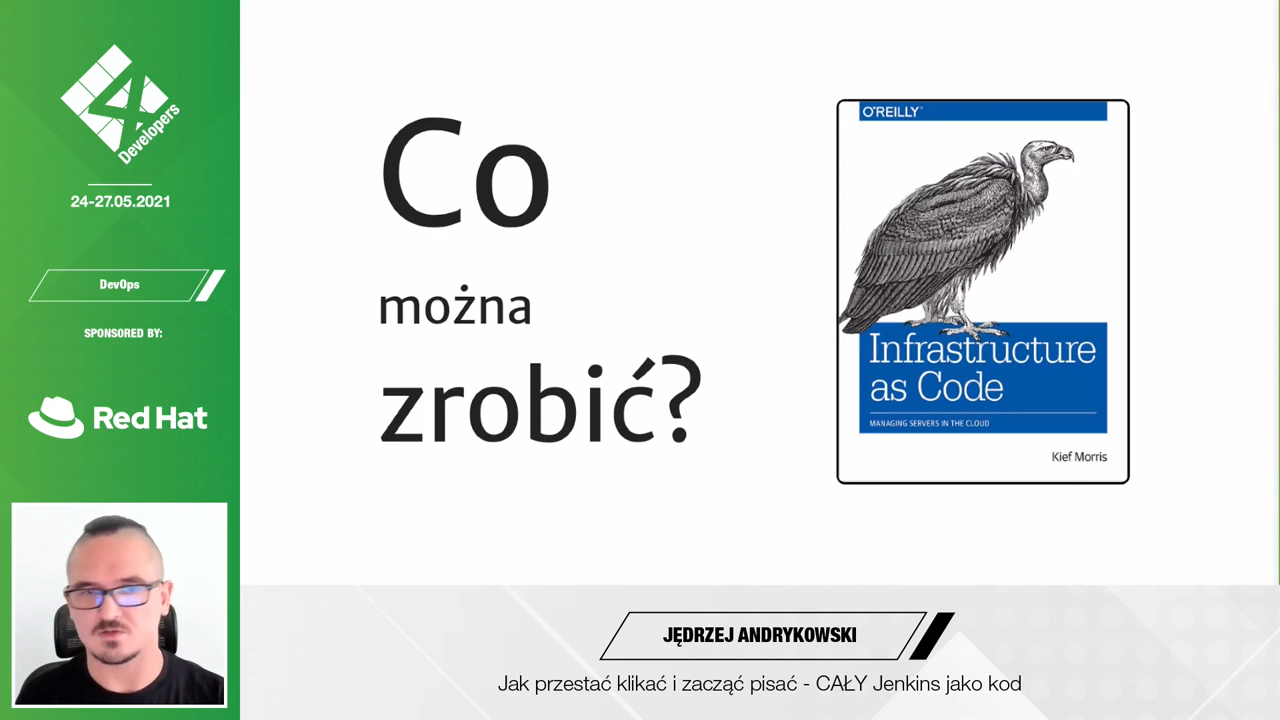 4
Developers
24-27.05.2021
DevOps
SPONSORED BY:
Red Hat
Co
można
zrobić?
O'REILLY®
Infrastructure
as Code
MANAGING SERVERS IN THE CLOUD
Kief Morris
JĘDRZEJ ANDRYKOWSKI
Jak przestać klikać i zacząć pisać - CAŁY Jenkins jako kod